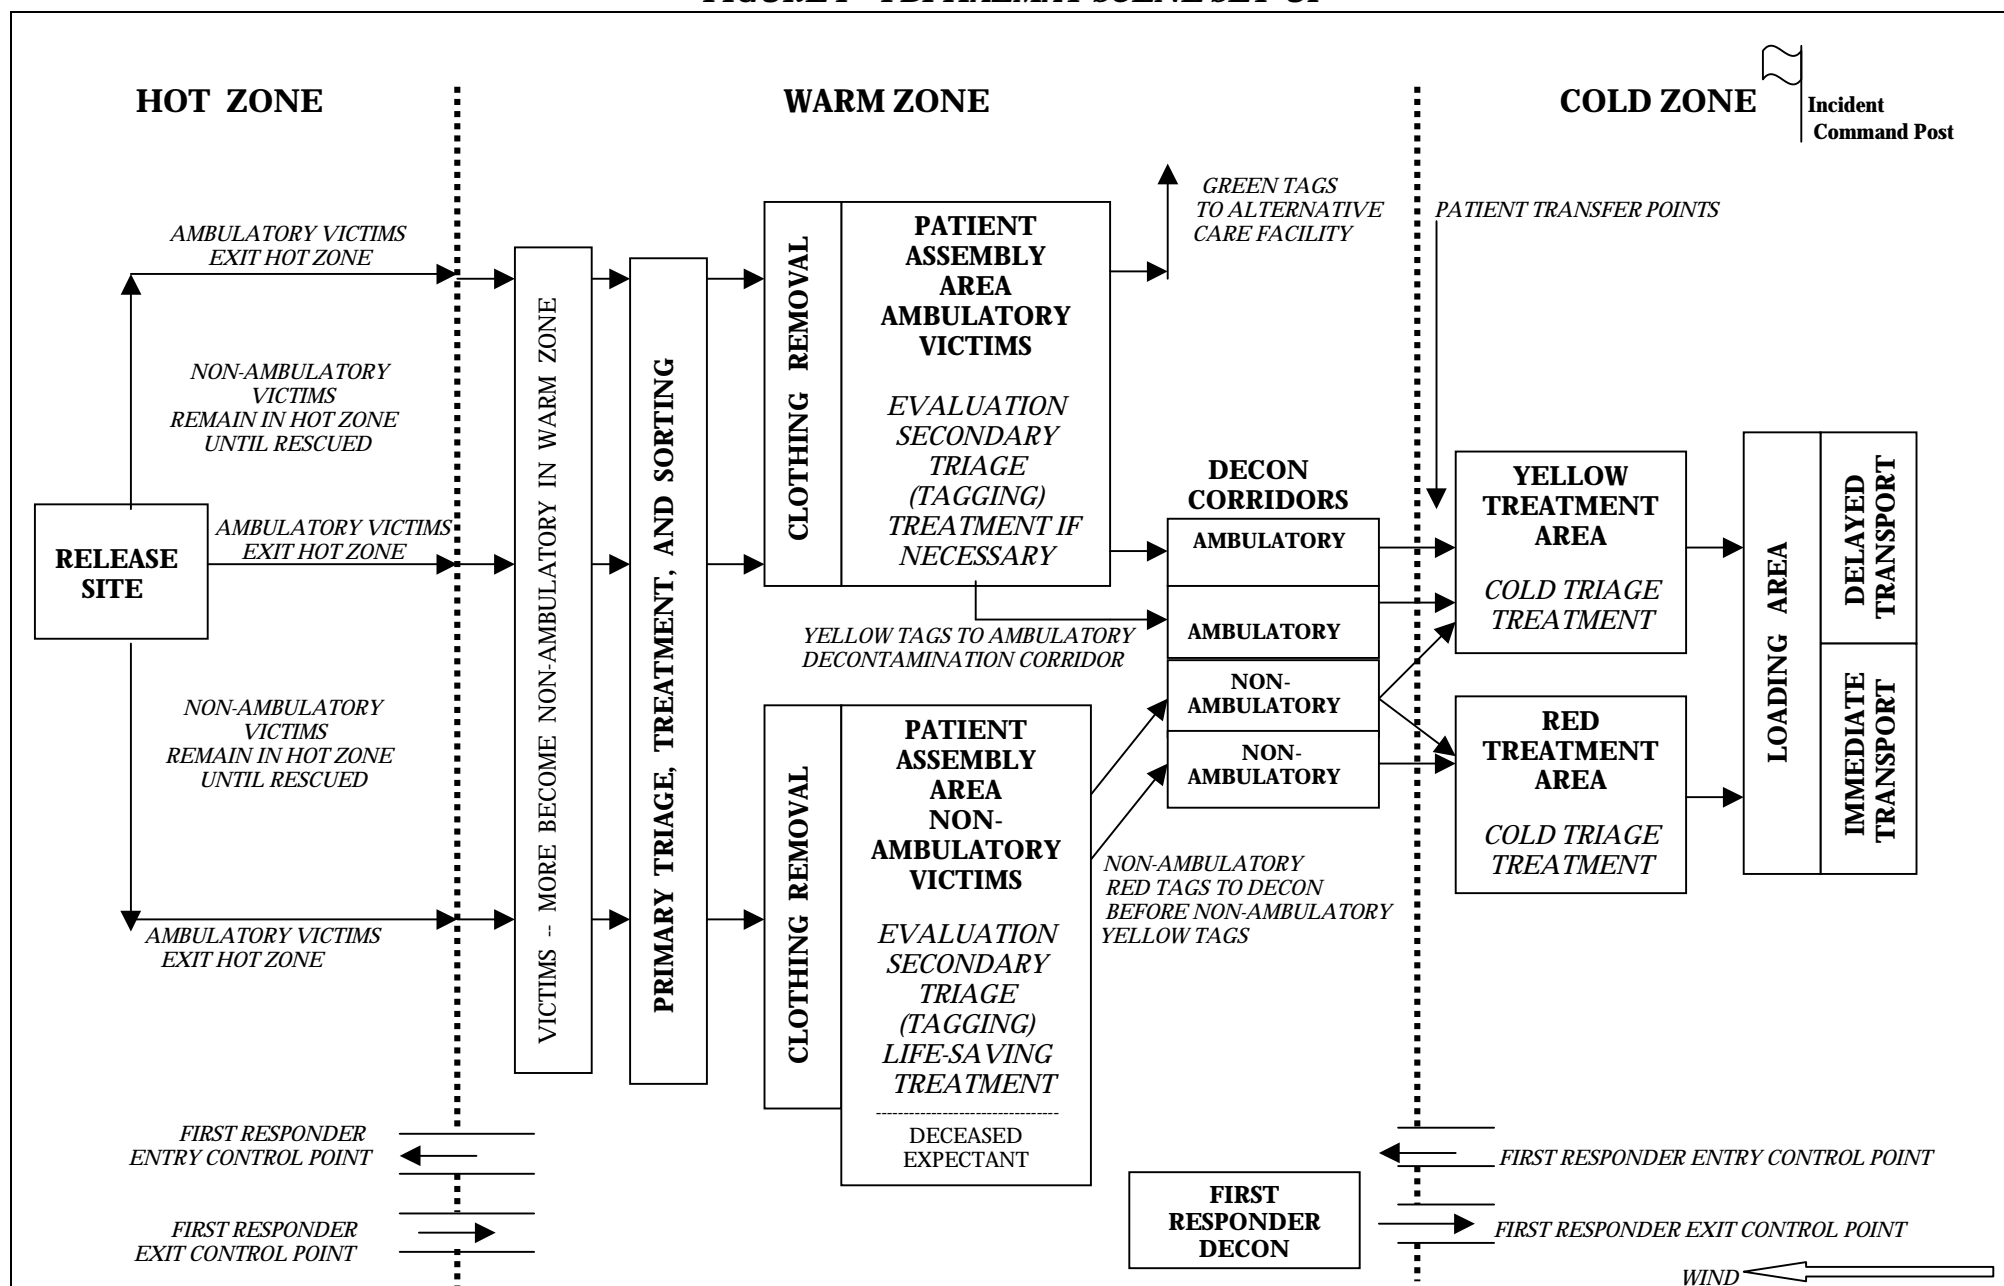 HOT ZONE
WARM ZONE
COLD ZONE
Incident
Command Post
AMBULATORY VICTIMS
EXIT HOT ZONE
NON-AMBULATORY
VICTIMS
REMAIN IN HOT ZONE
UNTIL RESCUED
RELEASE
SITE
AMBULATORY VICTIMS
EXIT HOT ZONE
NON-AMBULATORY
VICTIMS
REMAIN IN HOT ZONE
UNTIL RESCUED
AMBULATORY VICTIMS
EXIT HOT ZONE
VICTIMS -- MORE BECOME NON-AMBULATORY IN WARM ZONE
PRIMARY TRIAGE, TREATMENT, AND SORTING
CLOTHING REMOVAL
PATIENT
ASSEMBLY
AREA
AMBULATORY
VICTIMS
EVALUATION
SECONDARY
TRIAGE
(TAGGING)
TREATMENT IF
NECESSARY
GREEN TAGS
TO ALTERNATIVE
CARE FACILITY
YELLOW TAGS TO AMBULATORY
DECONTAMINATION CORRIDOR
CLOTHING REMOVAL
PATIENT
ASSEMBLY
AREA
NON-
AMBULATORY
VICTIMS
EVALUATION
SECONDARY
TRIAGE
(TAGGING)
LIFE-SAVING
TREATMENT
---------------------------------
DECEASED
EXPECTANT
DECON
CORRIDORS
AMBULATORY
AMBULATORY
NON-
AMBULATORY
NON-
AMBULATORY
NON-AMBULATORY
RED TAGS TO DECON
BEFORE NON-AMBULATORY
YELLOW TAGS
PATIENT TRANSFER POINTS
YELLOW
TREATMENT
AREA
COLD TRIAGE
TREATMENT
RED
TREATMENT
AREA
COLD TRIAGE
TREATMENT
LOADING AREA
DELAYED
TRANSPORT
IMMEDIATE
TRANSPORT
FIRST RESPONDER
ENTRY CONTROL POINT
FIRST RESPONDER
EXIT CONTROL POINT
FIRST
RESPONDER
DECON
FIRST RESPONDER ENTRY CONTROL POINT
FIRST RESPONDER EXIT CONTROL POINT
WIND